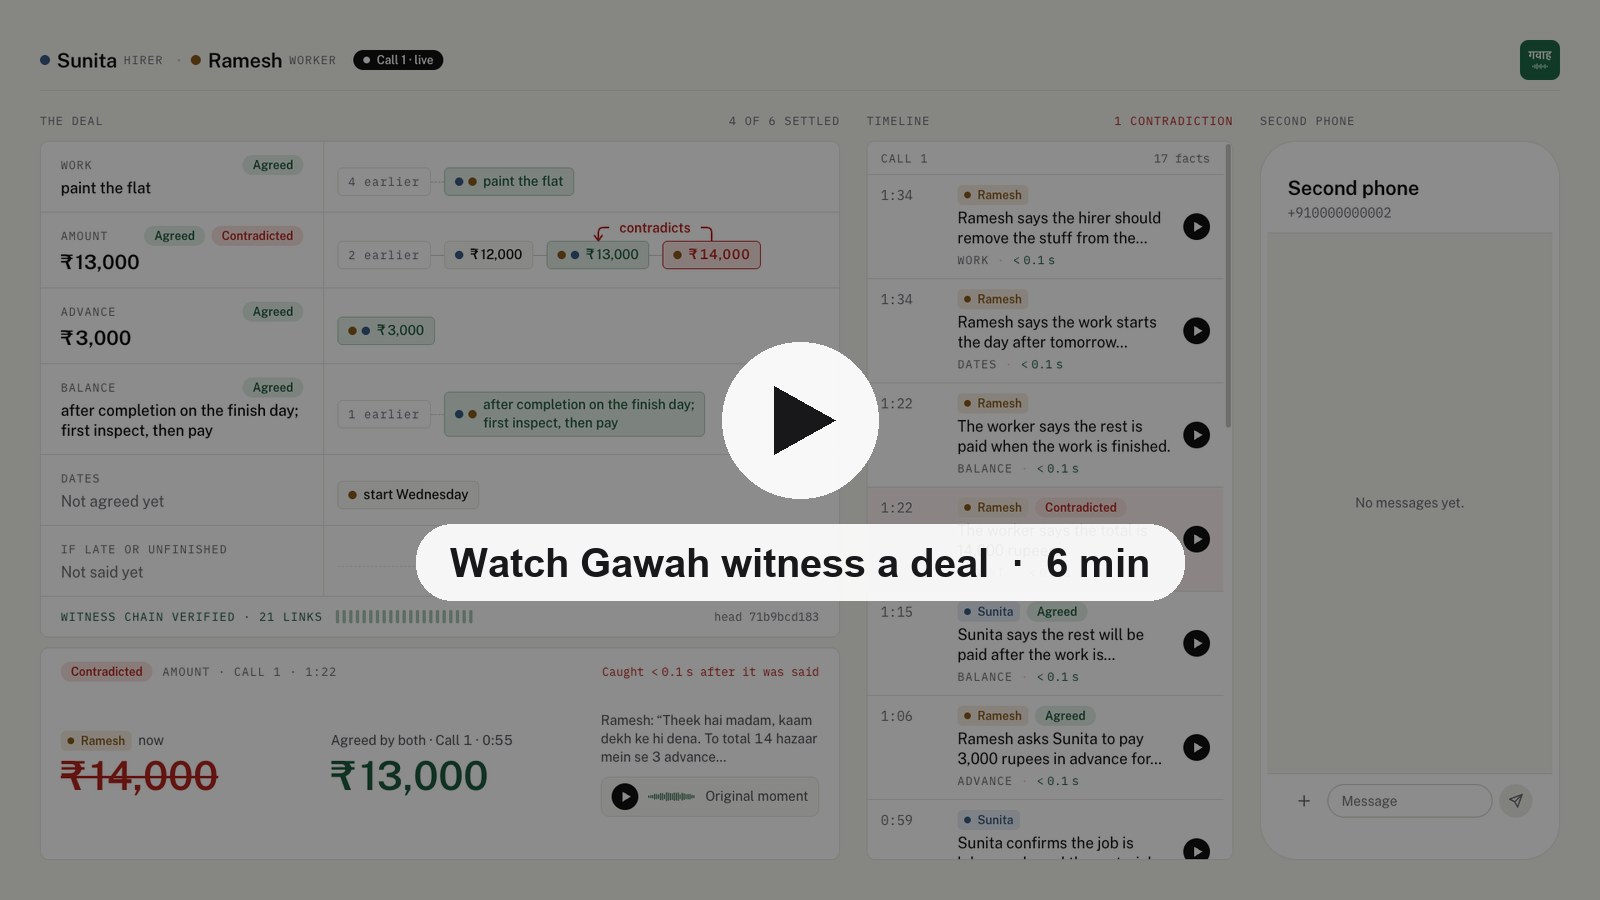 Sunita HIRER · Ramesh WORKER Call 1 · live
गवाह
THE DEAL
4 OF 6 SETTLED
WORK
Agreed
paint the flat
4 earlier
paint the flat
AMOUNT
Agreed
Contradicted
₹13,000
contradicts
2 earlier
₹12,000
₹13,000
₹14,000
ADVANCE
Agreed
₹3,000
₹3,000
BALANCE
Agreed
after completion on the finish day;
first inspect, then pay
1 earlier
after completion on the finish day;
first inspect, then pay
DATES
Not agreed yet
start Wednesday
IF LATE OR UNFINISHED
Not said yet
WITNESS CHAIN VERIFIED · 21 LINKS
head 71b9bcd183
Contradicted
AMOUNT · CALL 1 · 1:22
Caught <0.1 s after it was said
Ramesh now
₹14,000
Agreed by both · Call 1 · 0:55
₹13,000
Ramesh: “Theek hai madam, kaam
dekh ke hi dena. To total 14 hazaar
mein se 3 advance…
Original moment
Watch Gawah witness a deal · 6 min
TIMELINE
1 CONTRADICTION
CALL 1
17 facts
1:34
Ramesh
Ramesh says the hirer should
remove the stuff from the…
WORK · <0.1 s
1:34
Ramesh
Ramesh says the work starts
the day after tomorrow…
DATES · <0.1 s
1:22
Ramesh
The worker says the rest is
paid when the work is finished.
BALANCE · <0.1 s
1:22
Ramesh
Contradicted
The worker says the total is
1:15
Sunita
Agreed
Sunita says the rest will be
paid after the work is…
BALANCE · <0.1 s
1:06
Ramesh
Agreed
Ramesh asks Sunita to pay
3,000 rupees in advance for…
ADVANCE · <0.1 s
0:59
Sunita
Sunita confirms the job is
SECOND PHONE
Second phone
+910000000002
No messages yet.
Message